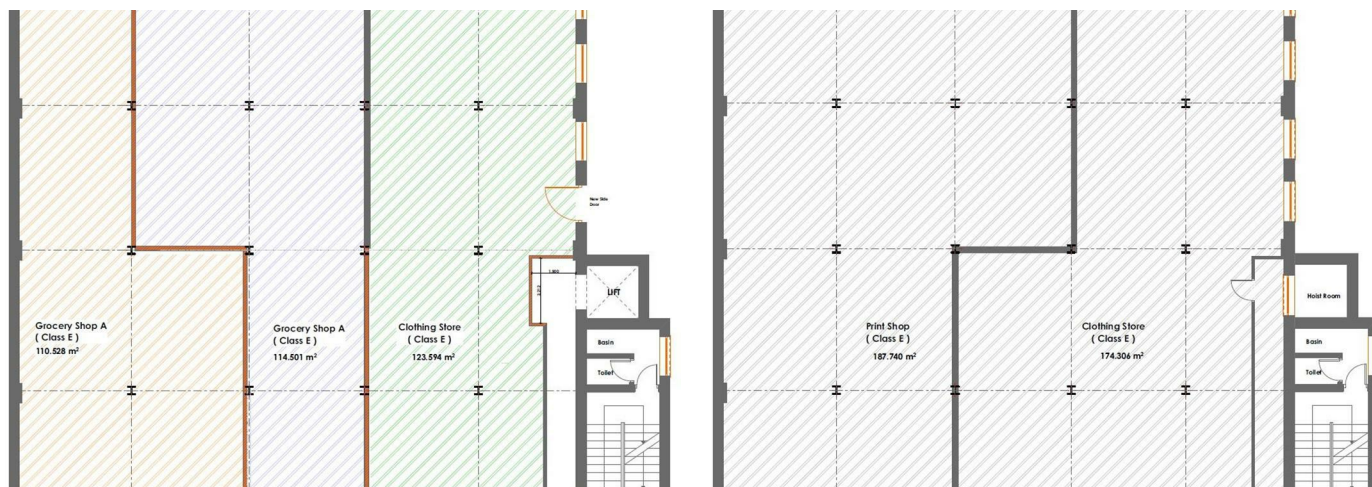 New Side
Door
1,500
LIFT
Grocery Shop A
( Class E )
110.528 m²
Grocery Shop A
( Class E )
114.501 m²
Clothing Store
( Class E )
123.594 m²
Basin
Toilet
Hoist Room
Print Shop
( Class E )
187.740 m²
Clothing Store
( Class E )
174.306 m²
Basin
Toilet